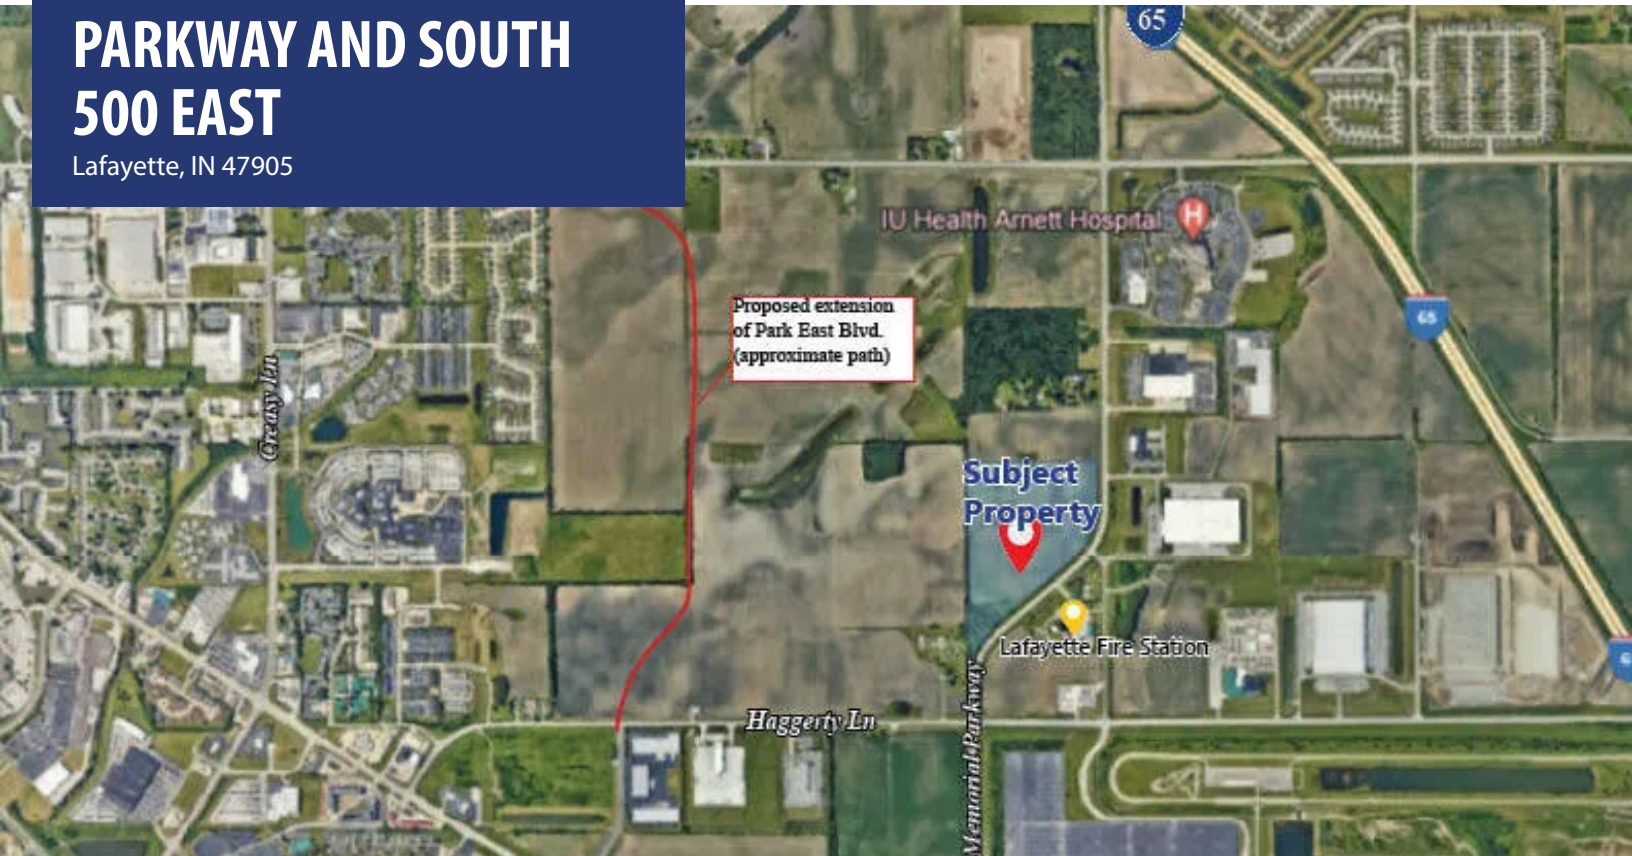 PARKWAY AND SOUTH
500 EAST
Lafayette, IN 47905
65
IU Health Arnett Hospital
H
Proposed extension
of Park East Blvd.
(approximate path)
65
Creasy Ln
Subject
Property
Lafayette Fire Station
6
Haggerty Ln
Memorial Parkway